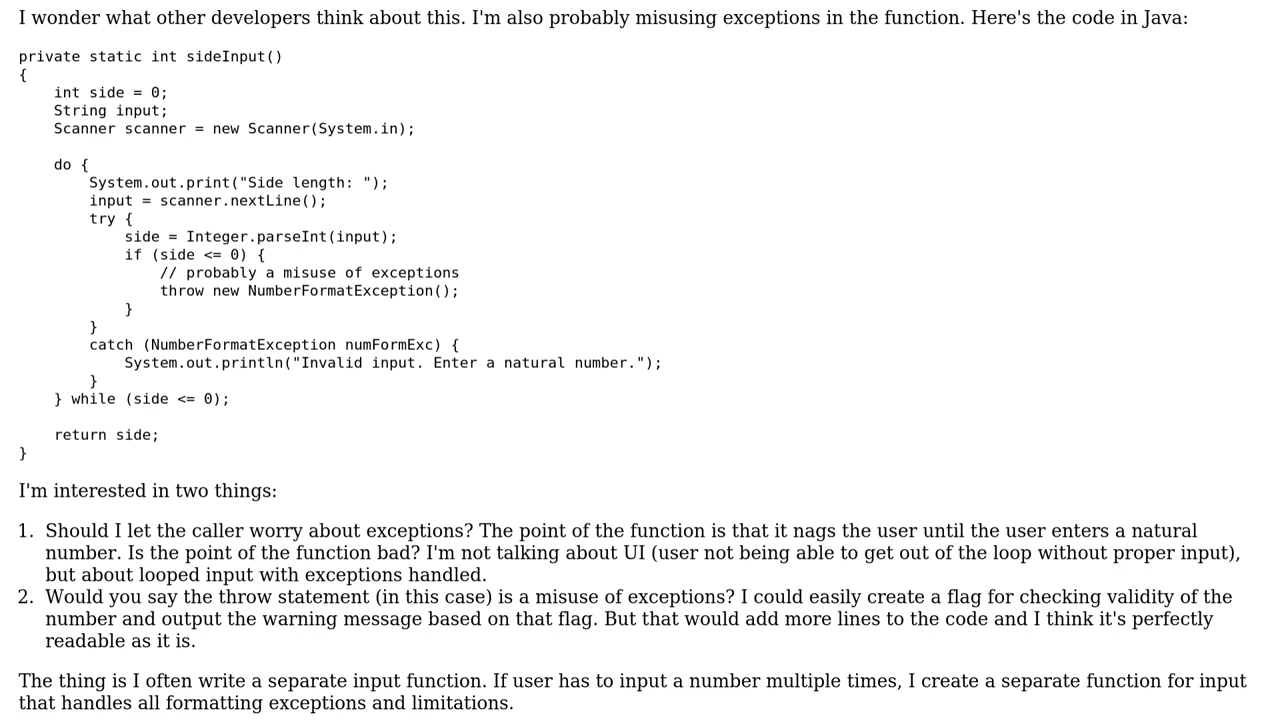 I wonder what other developers think about this. I'm also probably misusing exceptions in the function. Here's the code in Java:
private static int sideInput()
{
    int side = 0;
    String input;
    Scanner scanner = new Scanner(System.in);
    do {
        System.out.print("Side length: ");
        input = scanner.nextLine();
        try {
            side = Integer.parseInt(input);
            if (side <= 0) {
                // probably a misuse of exceptions
                throw new NumberFormatException();
            }
        }
        catch (NumberFormatException numFormExc) {
            System.out.println("Invalid input. Enter a natural number.");
        }
    } while (side <= 0);
    return side;
}
I'm interested in two things:
1. Should I let the caller worry about exceptions? The point of the function is that it nags the user until the user enters a natural
number. Is the point of the function bad? I'm not talking about UI (user not being able to get out of the loop without proper input),
but about looped input with exceptions handled.
2. Would you say the throw statement (in this case) is a misuse of exceptions? I could easily create a flag for checking validity of the
number and output the warning message based on that flag. But that would add more lines to the code and I think it's perfectly
readable as it is.
The thing is I often write a separate input function. If user has to input a number multiple times, I create a separate function for input
that handles all formatting exceptions and limitations.